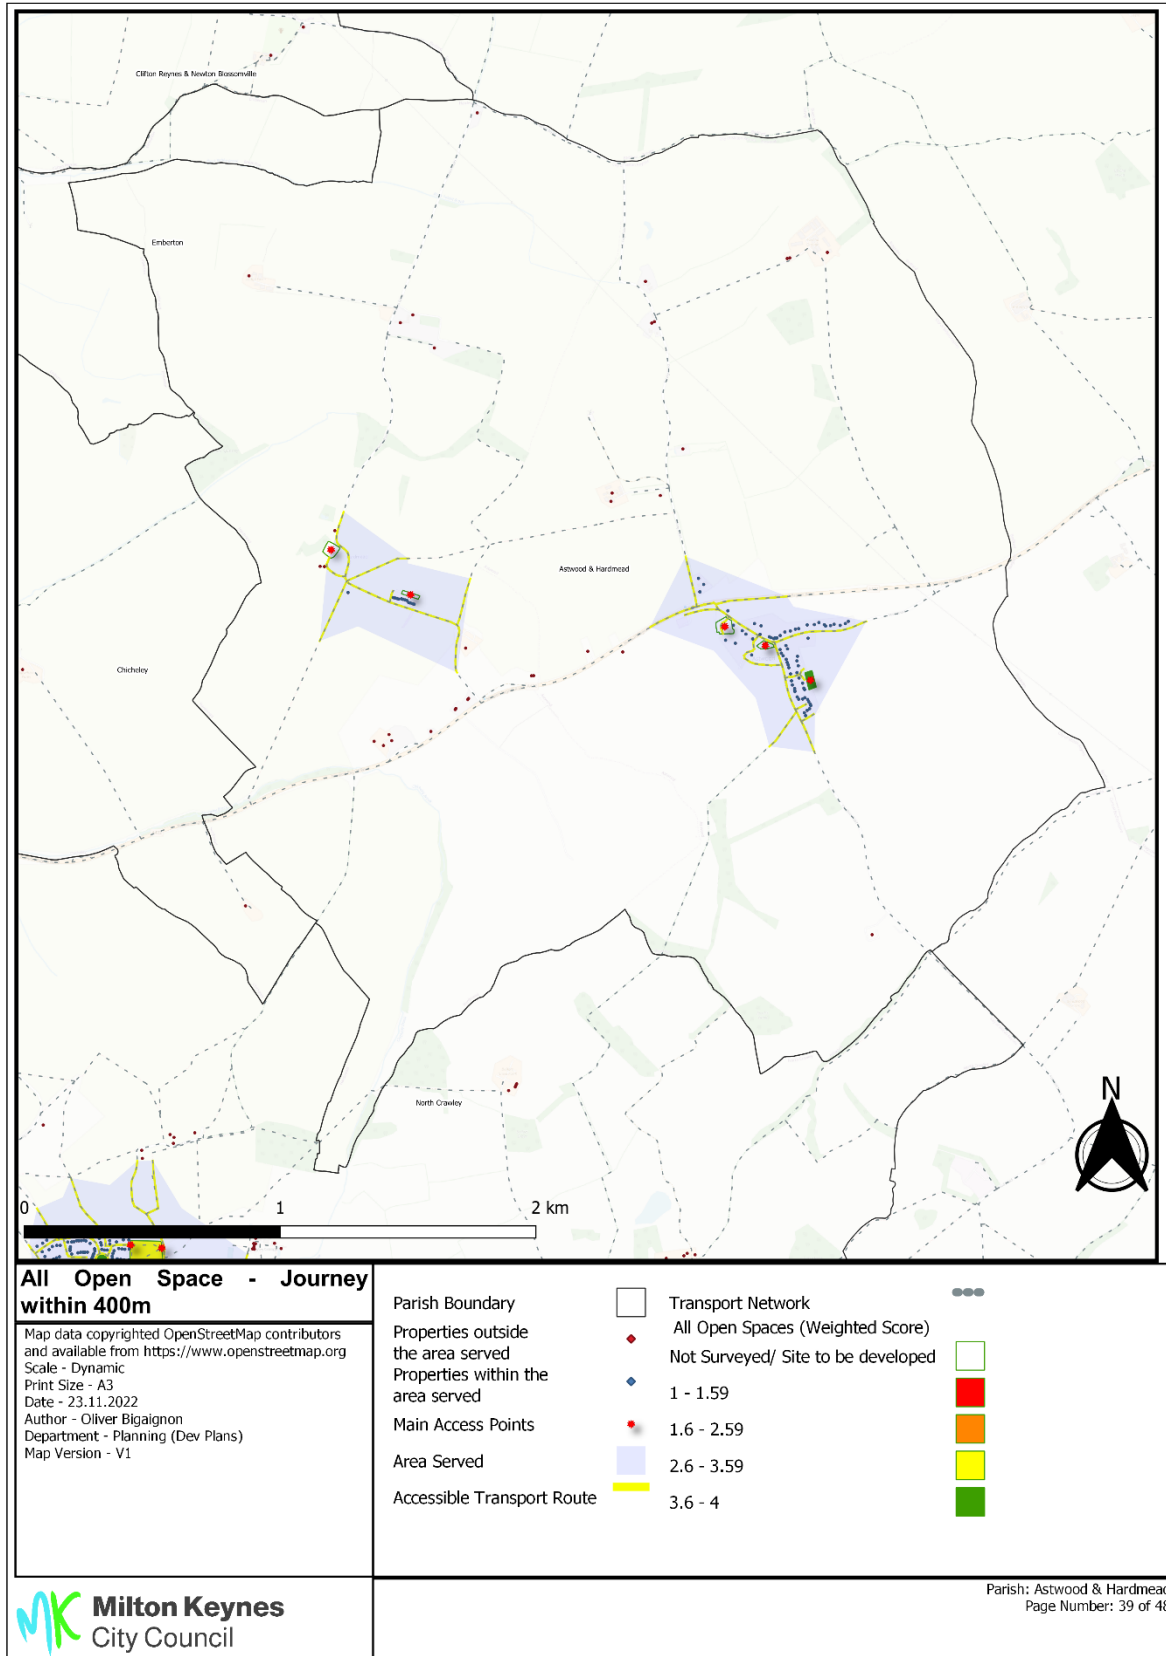 Clifton Reynes & Newton Blossomville
Emberton
Astwood & Hardmead
Chicheley
North Crawley
N
0 1 2 km
All Open Space - Journey
within 400m
Map data copyrighted OpenStreetMap contributors
and available from https://www.openstreetmap.org
Scale - Dynamic
Print Size - A3
Date - 23.11.2022
Author - Oliver Bigaignon
Department - Planning (Dev Plans)
Map Version - V1
Parish Boundary
Properties outside
the area served
Properties within the
area served
Main Access Points
Area Served
Accessible Transport Route
Transport Network
All Open Spaces (Weighted Score)
Not Surveyed/ Site to be developed
1 - 1.59
1.6 - 2.59
2.6 - 3.59
3.6 - 4
MK Milton Keynes
City Council
Parish: Astwood & Hardmead
Page Number: 39 of 48